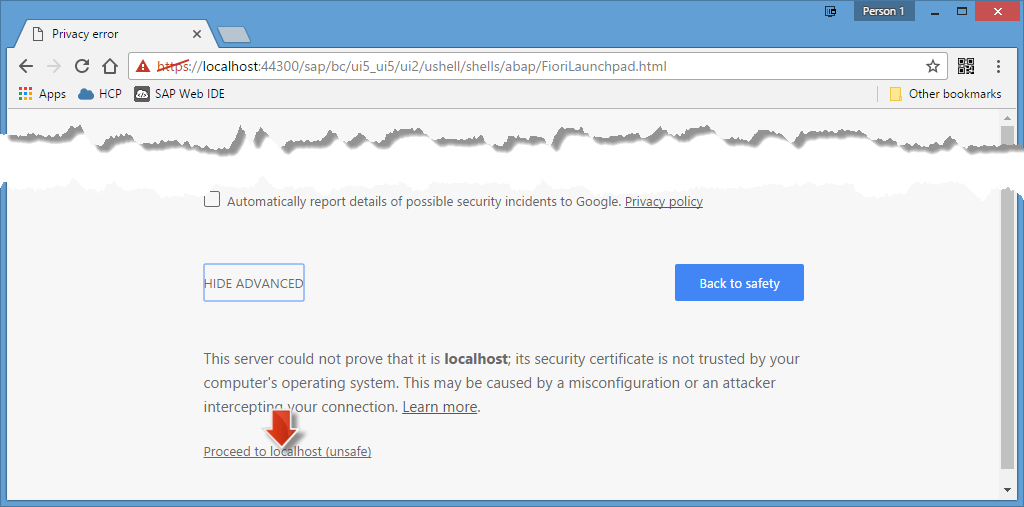 Person 1
Privacy error
https://localhost:44300/sap/bc/ui5_ui5/ui2/ushell/shells/abap/FioriLaunchpad.html
Apps HCP SAP Web IDE Other bookmarks
Automatically report details of possible security incidents to Google. Privacy policy
HIDE ADVANCED Back to safety
This server could not prove that it is localhost; its security certificate is not trusted by your
computer's operating system. This may be caused by a misconfiguration or an attacker
intercepting your connection. Learn more.
Proceed to localhost (unsafe)